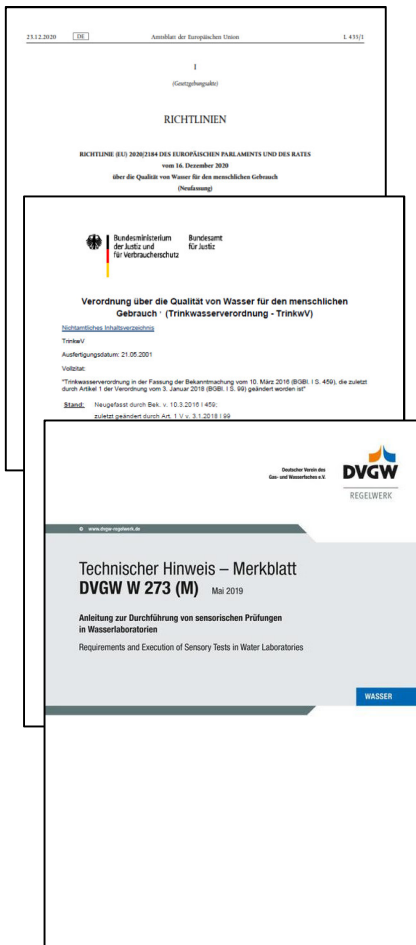 23.12.2020 DE Amtsblatt der Europäischen Union L 435/1
I
(Gesetzgebungsakte)
RICHTLINIEN
RICHTLINIE (EU) 2020/2184 DES EUROPÄISCHEN PARLAMENTS UND DES RATES
vom 16. Dezember 2020
über die Qualität von Wasser für den menschlichen Gebrauch
(Neufassung)
Bundesministerium
der Justiz und
für Verbraucherschutz
Bundesamt
für Justiz
Verordnung über die Qualität von Wasser für den menschlichen
Gebrauch (Trinkwasserverordnung - TrinkwV)
Nichtamtliches Inhaltsverzeichnis
TrinkwV
Ausfertigungsdatum: 21.05.2001
Vollzitat:
"Trinkwasserverordnung in der Fassung der Bekanntmachung vom 10. März 2016 (BGBl. I S. 459), die zuletzt
durch Artikel 1 der Verordnung vom 3. Januar 2018 (BGBl. I S. 99) geändert worden ist"
Stand: Neugefasst durch Bek. v. 10.3.2016 I 459;
zuletzt geändert durch Art. 1 V v. 3.1.2018 I 99
Deutscher Verein des
Gas- und Wasserfaches e.V.
DVGW
REGELWERK
www.dvgw-regelwerk.de
Technischer Hinweis – Merkblatt
DVGW W 273 (M) Mai 2019
Anleitung zur Durchführung von sensorischen Prüfungen
in Wasserlaboratorien
Requirements and Execution of Sensory Tests in Water Laboratories
WASSER